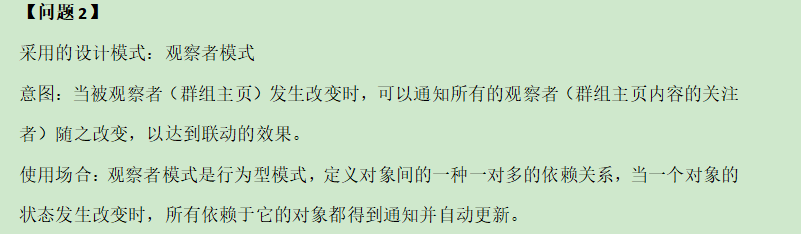 【问题 2】
采用的设计模式：观察者模式
意图：当被观察者（群组主页）发生改变时，可以通知所有的观察者（群组主页内容的关注
者）随之改变，以达到联动的效果。
使用场合：观察者模式是行为型模式，定义对象间的一种一对多的依赖关系，当一个对象的
状态发生改变时，所有依赖于它的对象都得到通知并自动更新。